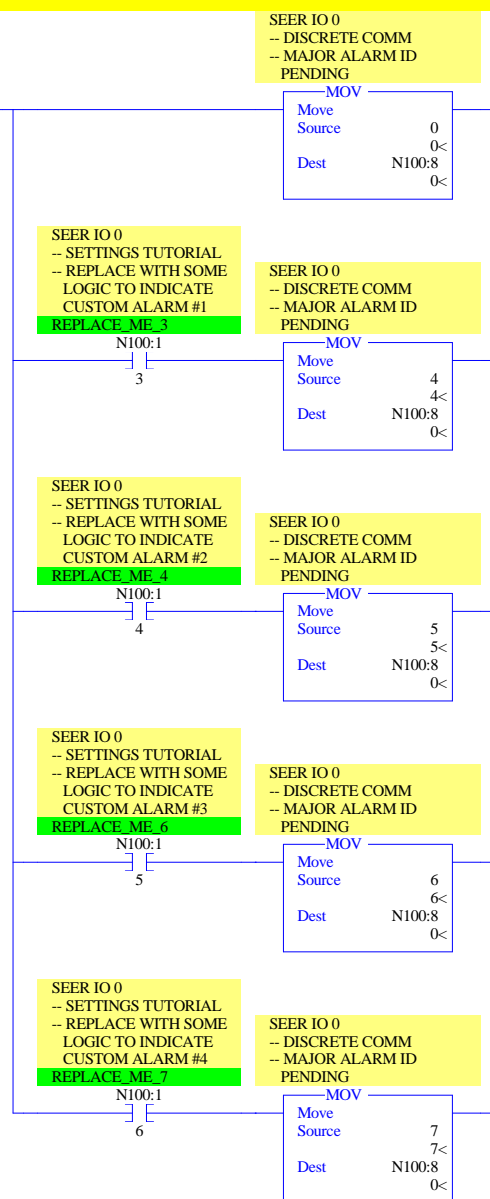 SEER IO 0
-- DISCRETE COMM
-- MAJOR ALARM ID
PENDING
MOV
Move
Source 0
0<
Dest N100:8
0<
SEER IO 0
-- SETTINGS TUTORIAL
-- REPLACE WITH SOME
LOGIC TO INDICATE
CUSTOM ALARM #1
REPLACE_ME_3
N100:1
3
SEER IO 0
-- DISCRETE COMM
-- MAJOR ALARM ID
PENDING
MOV
Move
Source 4
4<
Dest N100:8
0<
SEER IO 0
-- SETTINGS TUTORIAL
-- REPLACE WITH SOME
LOGIC TO INDICATE
CUSTOM ALARM #2
REPLACE_ME_4
N100:1
4
SEER IO 0
-- DISCRETE COMM
-- MAJOR ALARM ID
PENDING
MOV
Move
Source 5
5<
Dest N100:8
0<
SEER IO 0
-- SETTINGS TUTORIAL
-- REPLACE WITH SOME
LOGIC TO INDICATE
CUSTOM ALARM #3
REPLACE_ME_6
N100:1
5
SEER IO 0
-- DISCRETE COMM
-- MAJOR ALARM ID
PENDING
MOV
Move
Source 6
6<
Dest N100:8
0<
SEER IO 0
-- SETTINGS TUTORIAL
-- REPLACE WITH SOME
LOGIC TO INDICATE
CUSTOM ALARM #4
REPLACE_ME_7
N100:1
6
SEER IO 0
-- DISCRETE COMM
-- MAJOR ALARM ID
PENDING
MOV
Move
Source 7
7<
Dest N100:8
0<